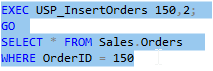 EXEC USP_InsertOrders 150,2;
GO
SELECT * FROM Sales.Orders
WHERE OrderID = 150